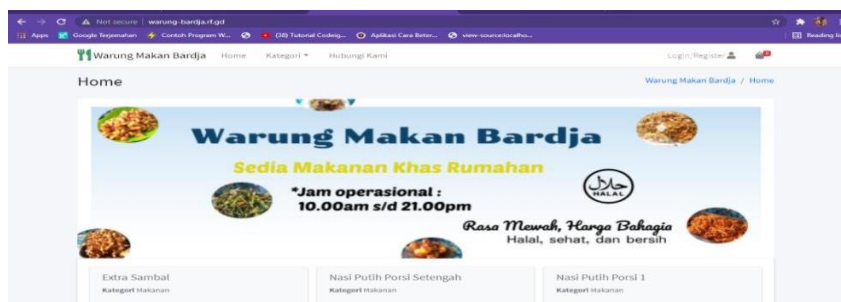 Not secure | warung-bardja.rf.gd
Apps Google Terjemahan Contoh Program W... (20) Tutorial Codeig... Aplikasi Cara Beter... view-source:localho... Reading lis
Warung Makan Bardja Home Kategori Hubungi Kami Login/Register
Home Warung Makan Bardja / Home
Warung Makan Bardja
Sedia Makanan Khas Rumahan
*Jam operasional :
10.00am s/d 21.00pm
حلال
HALAL
Rasa Mewah, Harga Bahagia
Halal, sehat, dan bersih
Extra Sambal Nasi Putih Porsi Setengah Nasi Putih Porsi 1
Kategori Makanan Kategori Makanan Kategori Makanan